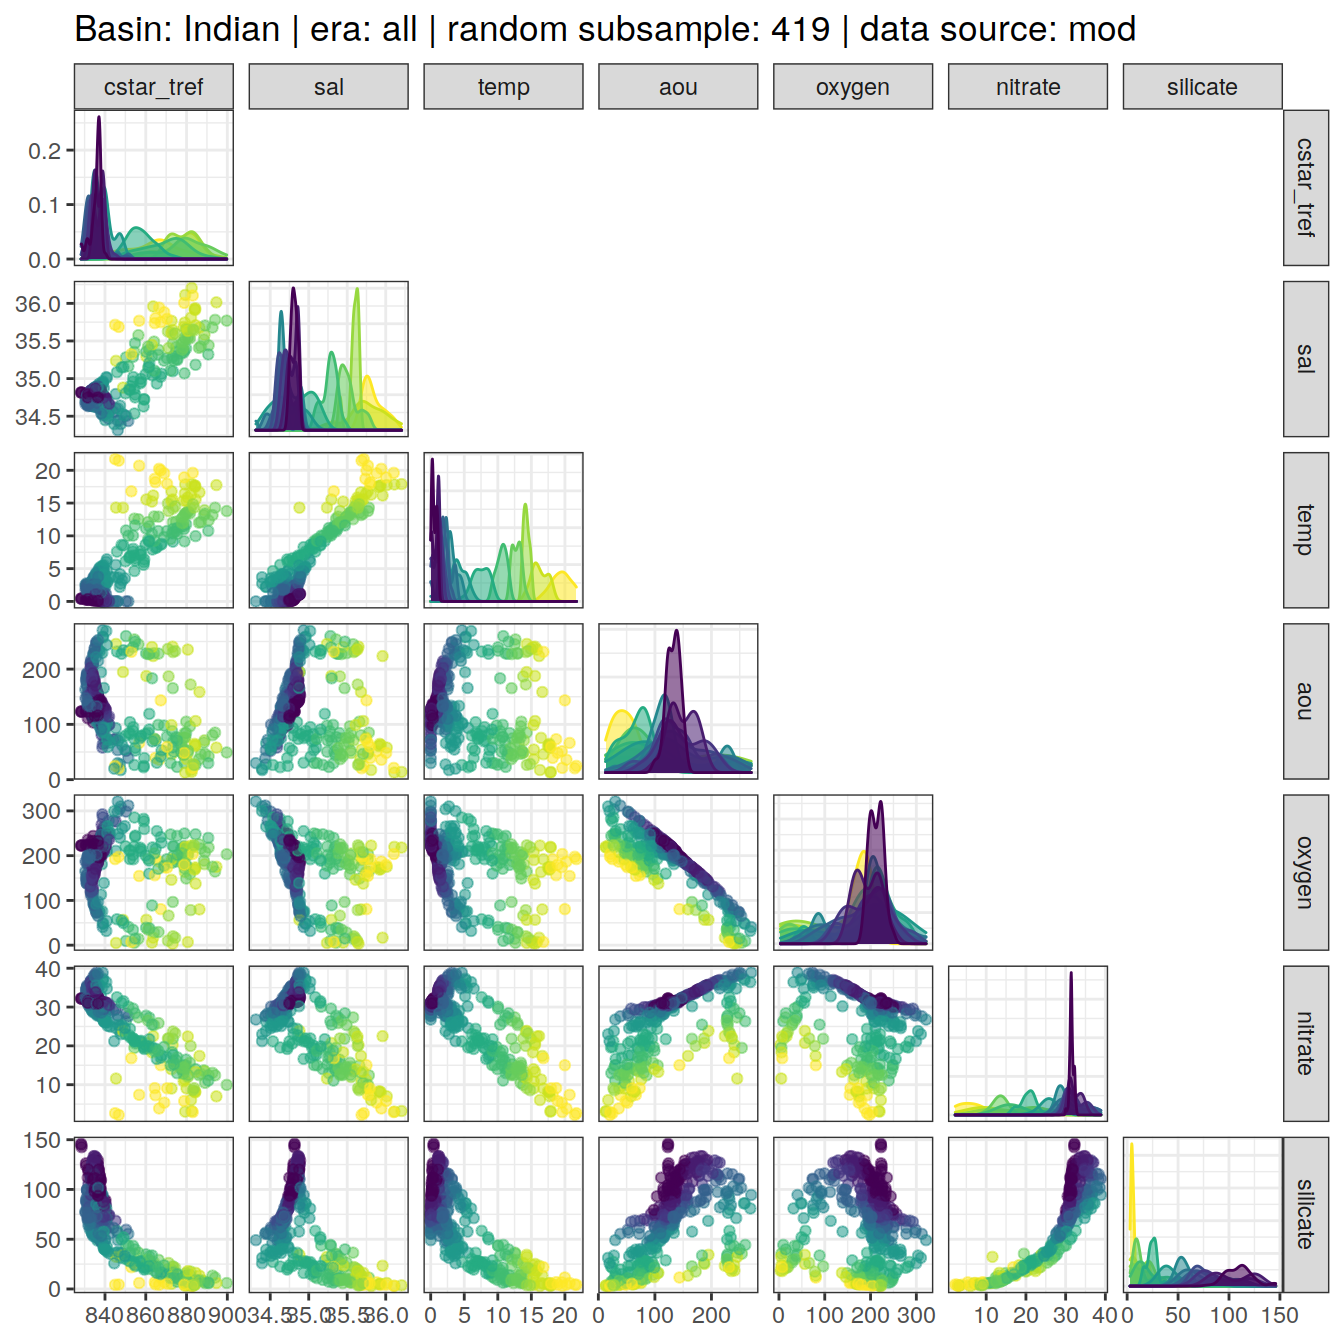 Basin: Indian | era: all | random subsample: 419 | data source: mod
cstar_tref sal temp aou oxygen nitrate silicate
0.2
0.1
0.0
cstar_tref
36.0
35.5
35.0
34.5
sal
20
15
10
5
0
temp
200
100
0
aou
300
200
100
0
oxygen
40
30
20
10
nitrate
150
100
50
0
silicate
840 860 880 900 34.5 35.0 35.5 36.0 0 5 10 15 20 0 100 200 0 100 200 300 10 20 30 40 0 50 100 150